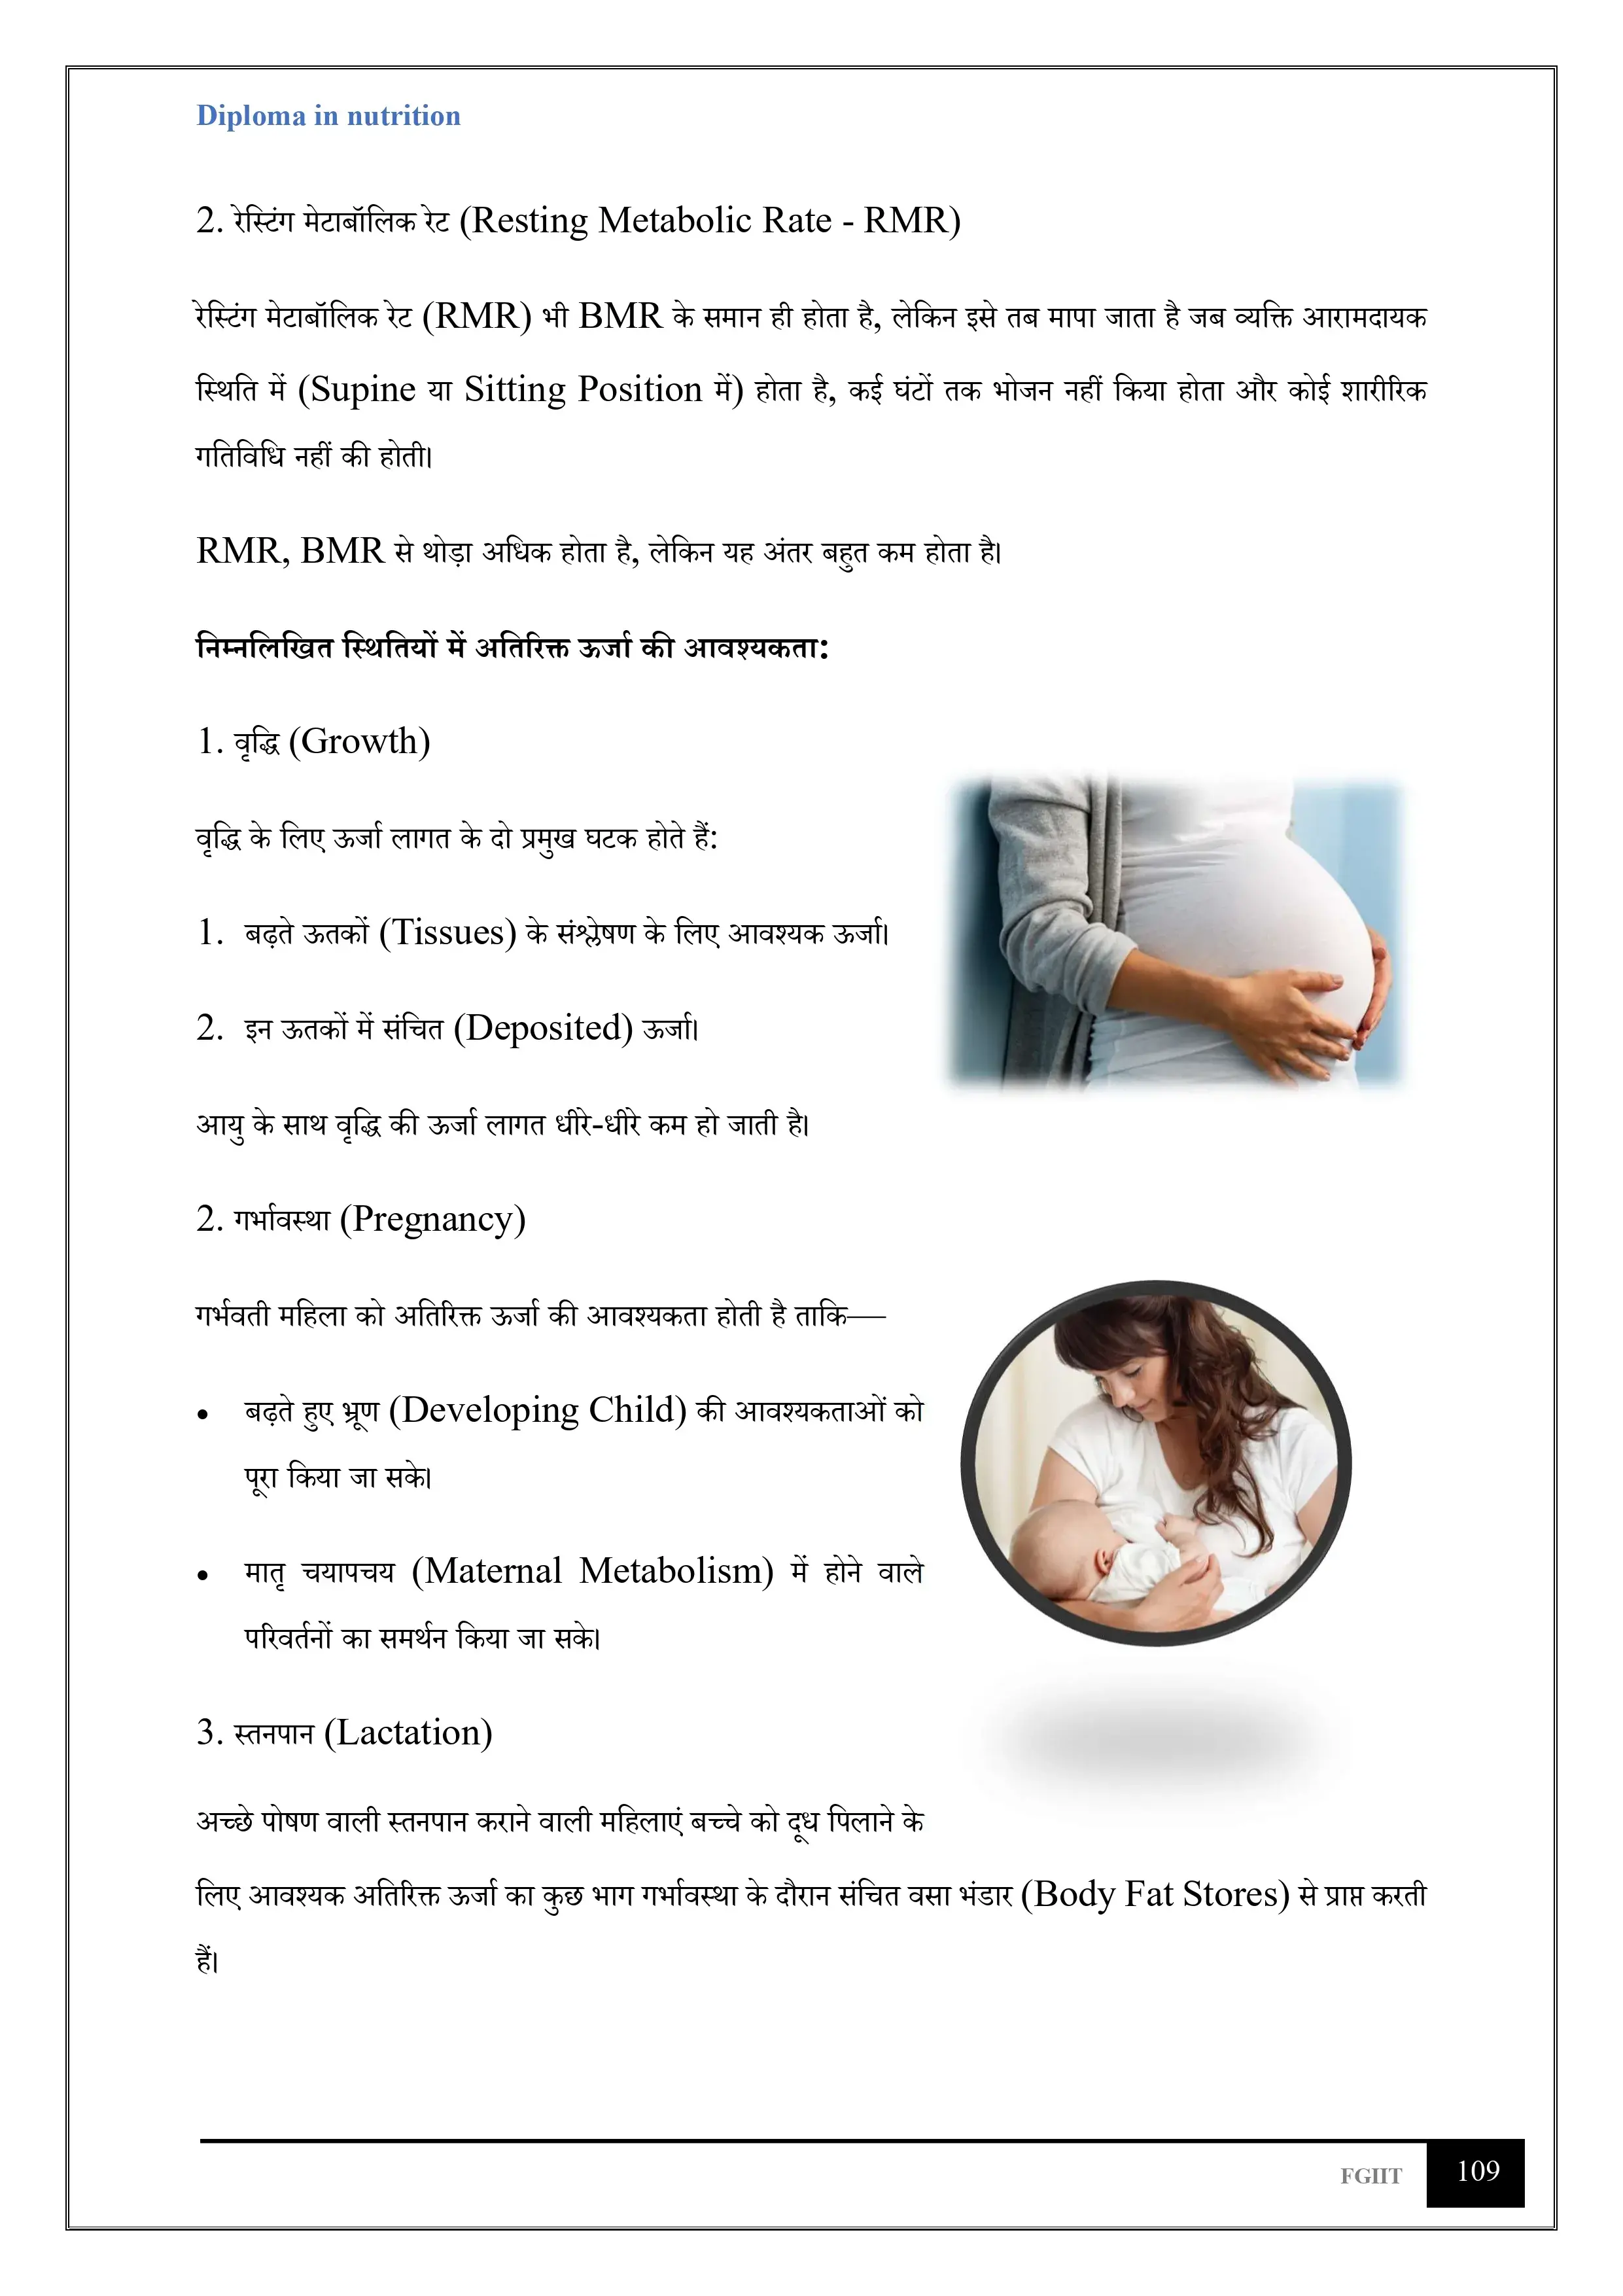 Diploma in nutrition
2. रेस्टिंग मेटाबॉलिक रेट (Resting Metabolic Rate - RMR)
रेस्टिंग मेटाबॉलिक रेट (RMR) भी BMR के समान ही होता है, लेकिन इसे तब मापा जाता है जब व्यक्ति आरामदायक
स्थिति में (Supine या Sitting Position में) होता है, कई घंटों तक भोजन नहीं किया होता और कोई शारीरिक
गतिविधि नहीं की होती।
RMR, BMR से थोड़ा अधिक होता है, लेकिन यह अंतर बहुत कम होता है।
निम्नलिखित स्थितियों में अतिरिक्त ऊर्जा की आवश्यकता:
1. वृद्धि (Growth)
वृद्धि के लिए ऊर्जा लागत के दो प्रमुख घटक होते हैं:
1. बढ़ते ऊतकों (Tissues) के संश्लेषण के लिए आवश्यक ऊर्जा।
2. इन ऊतकों में संचित (Deposited) ऊर्जा।
आयु के साथ वृद्धि की ऊर्जा लागत धीरे-धीरे कम हो जाती है।
2. गर्भावस्था (Pregnancy)
गर्भवती महिला को अतिरिक्त ऊर्जा की आवश्यकता होती है ताकि—
• बढ़ते हुए भ्रूण (Developing Child) की आवश्यकताओं को
पूरा किया जा सके।
• मातृ चयापचय (Maternal Metabolism) में होने वाले
परिवर्तनों का समर्थन किया जा सके।
3. स्तनपान (Lactation)
अच्छे पोषण वाली स्तनपान कराने वाली महिलाएं बच्चे को दूध पिलाने के
लिए आवश्यक अतिरिक्त ऊर्जा का कुछ भाग गर्भावस्था के दौरान संचित वसा भंडार (Body Fat Stores) से प्राप्त करती
हैं।
FGIIT 109